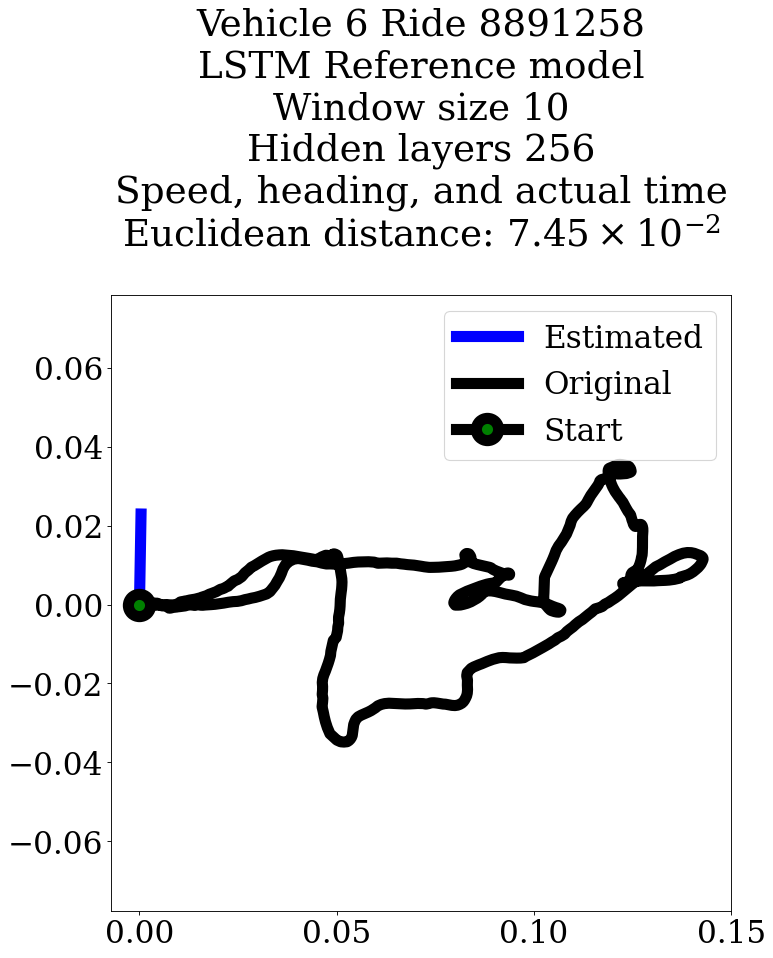 Vehicle 6 Ride 8891258
LSTM Reference model
Window size 10
Hidden layers 256
Speed, heading, and actual time
Euclidean distance: 7.45 × 10⁻²
Estimated
Original
Start
0.06
0.04
0.02
0.00
−0.02
−0.04
−0.06
0.00 0.05 0.10 0.15